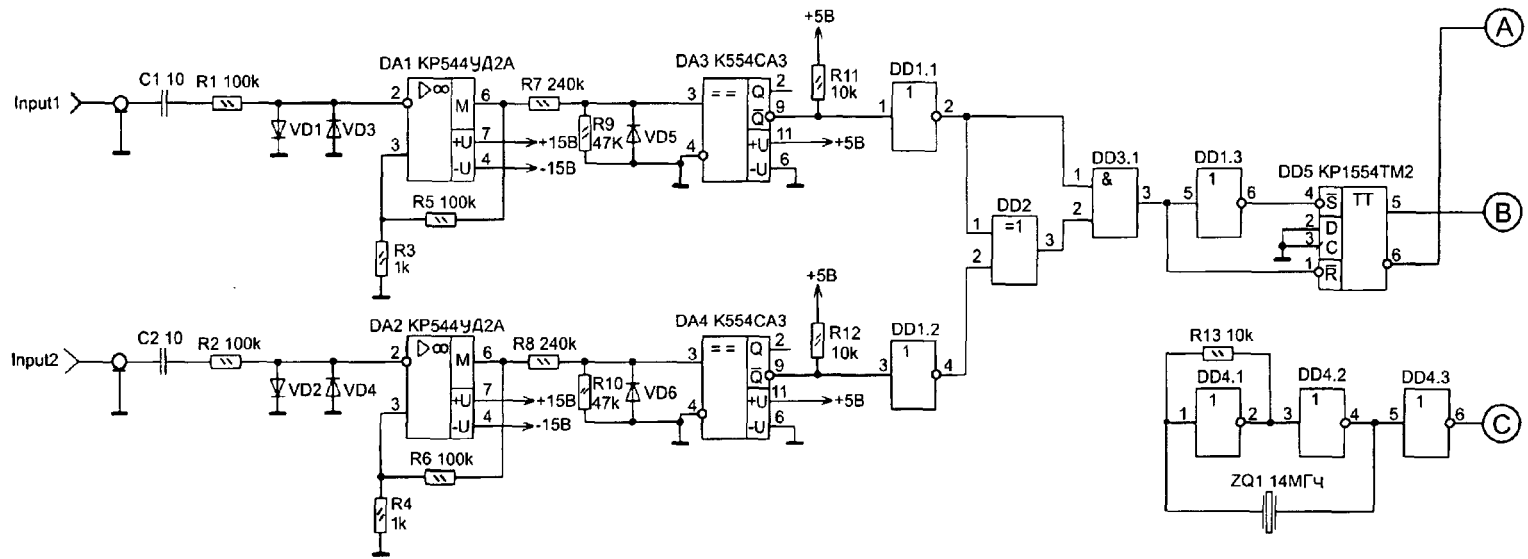 Input1
C1 10
R1 100k
VD1
VD3
DA1 КР544УД2А
▷∞
M
+U
-U
2
3
6
7
4
+15В
-15В
R5 100k
R3
1k
R7 240k
R9
47K
VD5
DA3 К554СА3
= =
Q
Q̅
+U
-U
3
4
2
9
11
6
+5В
+5В
R11
10k
DD1.1
1
1
2
DD2
=1
1
2
3
DD3.1
&
1
2
3
DD1.3
1
5
6
DD5 КР1554ТМ2
S̅
D
C
R̅
TT
4
2
3
1
5
6
A
B
Input2
C2 10
R2 100k
VD2
VD4
DA2 КР544УД2А
▷∞
M
+U
-U
2
3
6
7
4
+15В
-15В
R6 100k
R4
1k
R8 240k
R10
47k
VD6
DA4 К554СА3
= =
Q
Q̅
+U
-U
3
4
2
9
11
6
+5В
+5В
R12
10k
DD1.2
1
3
4
R13 10k
DD4.1
1
1
2
DD4.2
1
3
4
DD4.3
1
5
6
C
ZQ1 14МГч